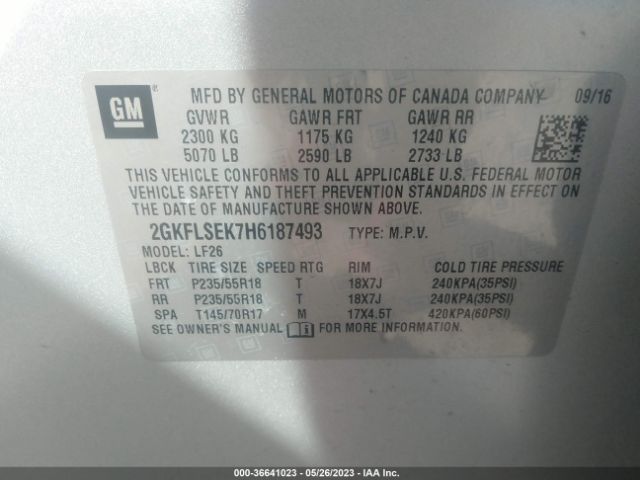 GM ®
MFD BY GENERAL MOTORS OF CANADA COMPANY 09/16
GVWR GAWR FRT GAWR RR
2300 KG 1175 KG 1240 KG
5070 LB 2590 LB 2733 LB
THIS VEHICLE CONFORMS TO ALL APPLICABLE U.S. FEDERAL MOTOR
VEHICLE SAFETY AND THEFT PREVENTION STANDARDS IN EFFECT ON
THE DATE OF MANUFACTURE SHOWN ABOVE.
2GKFLSEK7H6187493 TYPE: M.P.V.
MODEL: LF26
LBCK TIRE SIZE SPEED RTG RIM COLD TIRE PRESSURE
FRT P235/55R18 T 18X7J 240KPA(35PSI)
RR P235/55R18 T 18X7J 240KPA(35PSI)
SPA T145/70R17 M 17X4.5T 420KPA(60PSI)
SEE OWNER'S MANUAL FOR MORE INFORMATION.
000-36641023 — 05/26/2023 — IAA Inc.